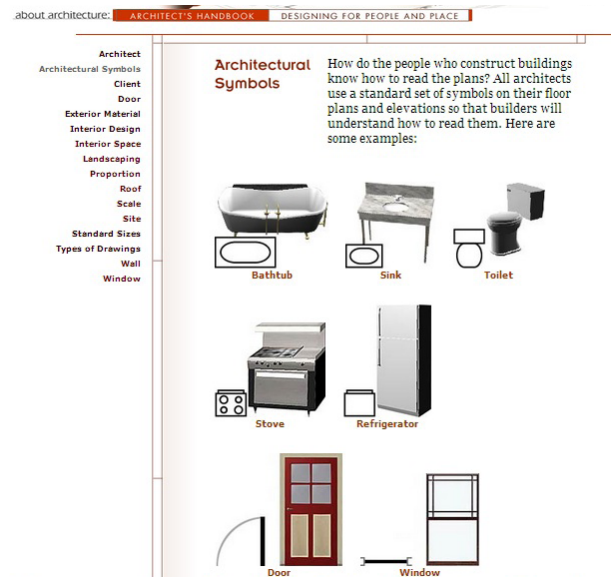 about architecture: ARCHITECT'S HANDBOOK DESIGNING FOR PEOPLE AND PLACE
Architect
Architectural Symbols
Client
Door
Exterior Material
Interior Design
Interior Space
Landscaping
Proportion
Roof
Scale
Site
Standard Sizes
Types of Drawings
Wall
Window
Architectural
Symbols
How do the people who construct buildings
know how to read the plans? All architects
use a standard set of symbols on their floor
plans and elevations so that builders will
understand how to read them. Here are
some examples:
Bathtub Sink Toilet
Stove Refrigerator
Door Window